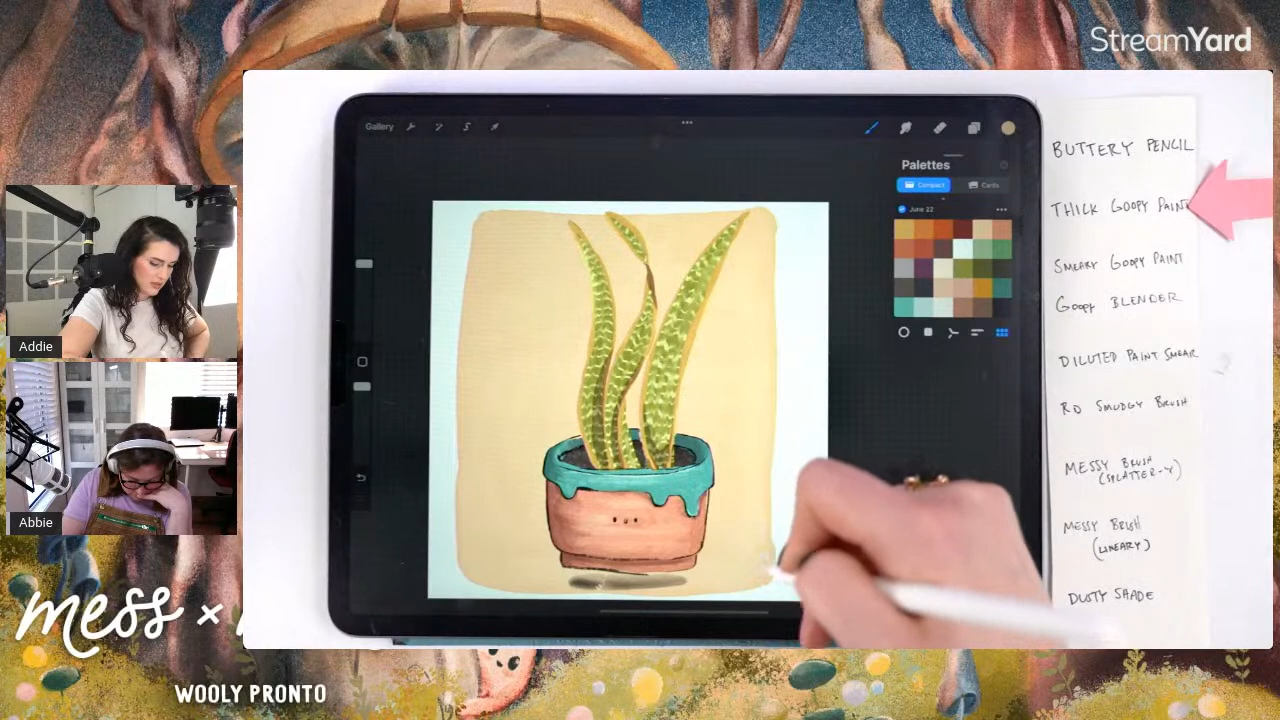 StreamYard
Gallery
Palettes
Compact
Cards
June 22
BUTTERY PENCIL
THICK GOOPY PAINT
SMEARY GOOPY PAINT
GOOPY BLENDER
DILUTED PAINT SMEAR
RD SMUDGY BRUSH
MESSY BRUSH
(SPLATTER-Y)
MESSY BRUSH
(LINEARY)
DUSTY SHADE
Addie
Abbie
mess ×
WOOLY PRONTO